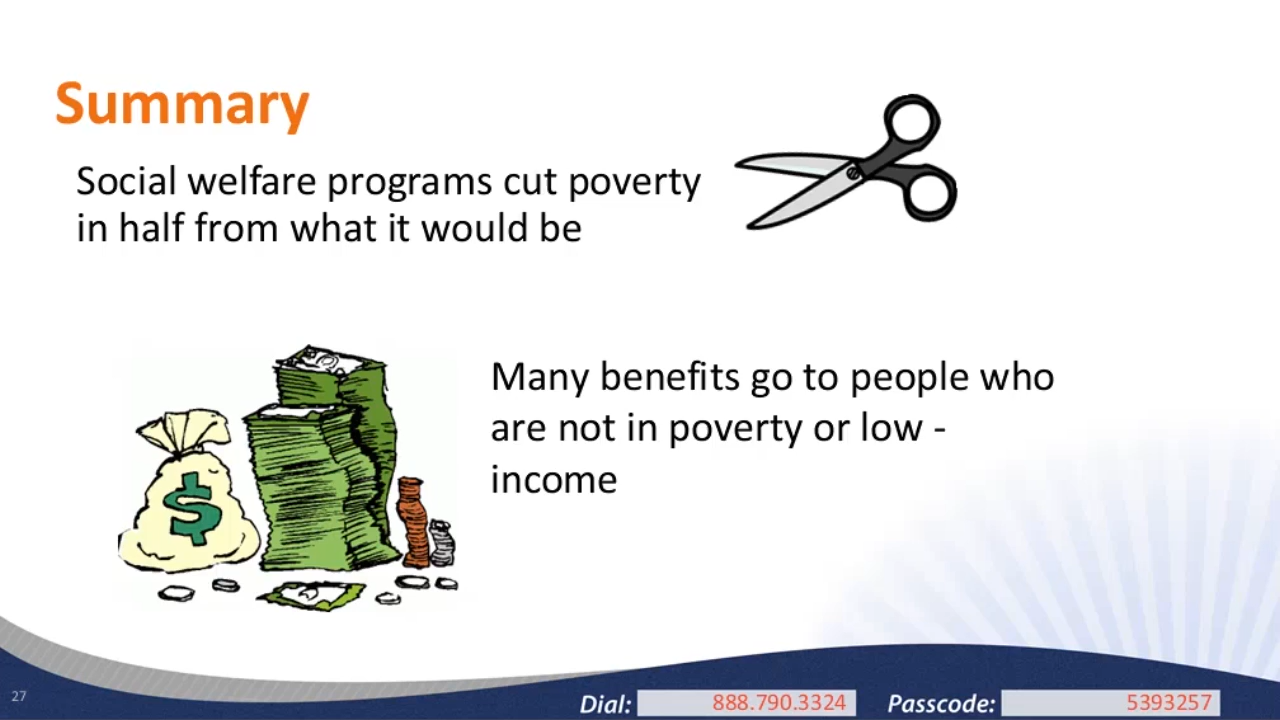 Summary
Social welfare programs cut poverty
in half from what it would be
$
Many benefits go to people who
are not in poverty or low -
income
27
Dial: 888.790.3324 Passcode: 5393257